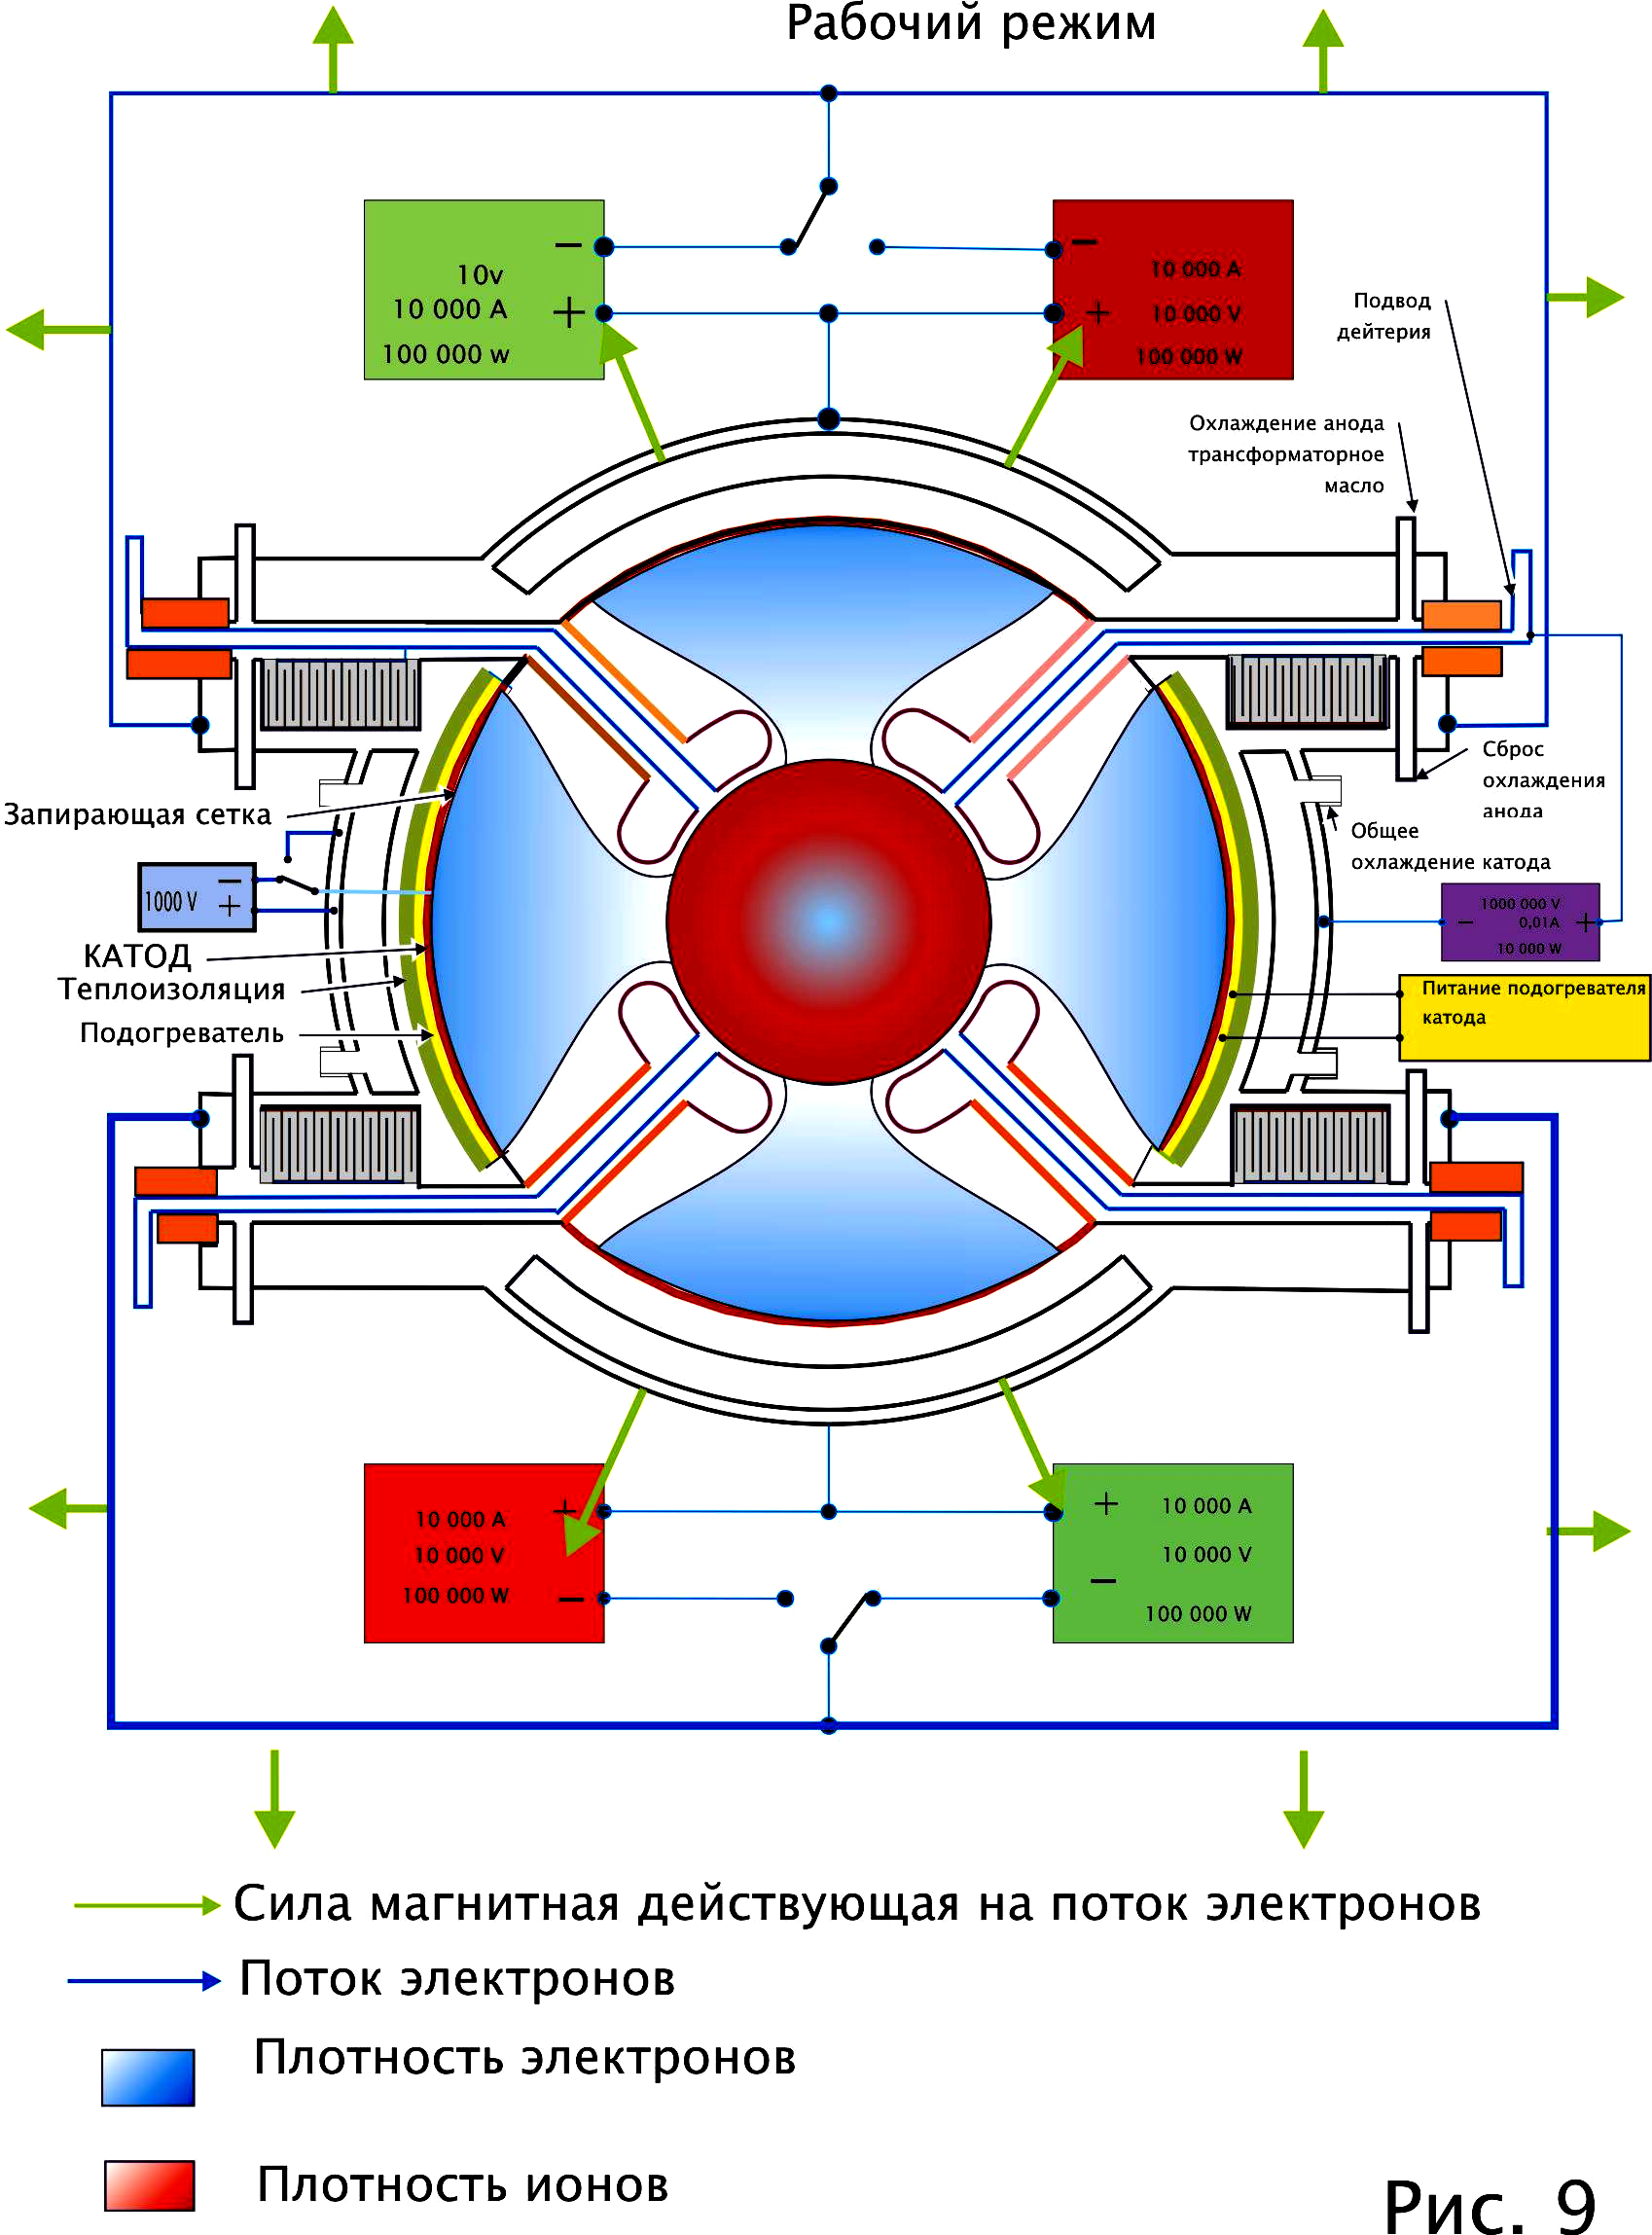 Рабочий режим
−
10v
10 000 A +
100 000 w
−
10 000 A
+ 10 000 V
100 000 W
Подвод
дейтерия
Охлаждение анода
трансформаторное
масло
Сброс
охлаждения
анода
Общее
охлаждение катода
Запирающая сетка
1000 V − +
КАТОД
Теплоизоляция
Подогреватель
1000 000 V
− 0,01A +
10 000 W
Питание подогревателя
катода
+
10 000 A
10 000 V
100 000 W −
+ 10 000 A
10 000 V
−
100 000 W
Сила магнитная действующая на поток электронов
Поток электронов
Плотность электронов
Плотность ионов
Рис. 9